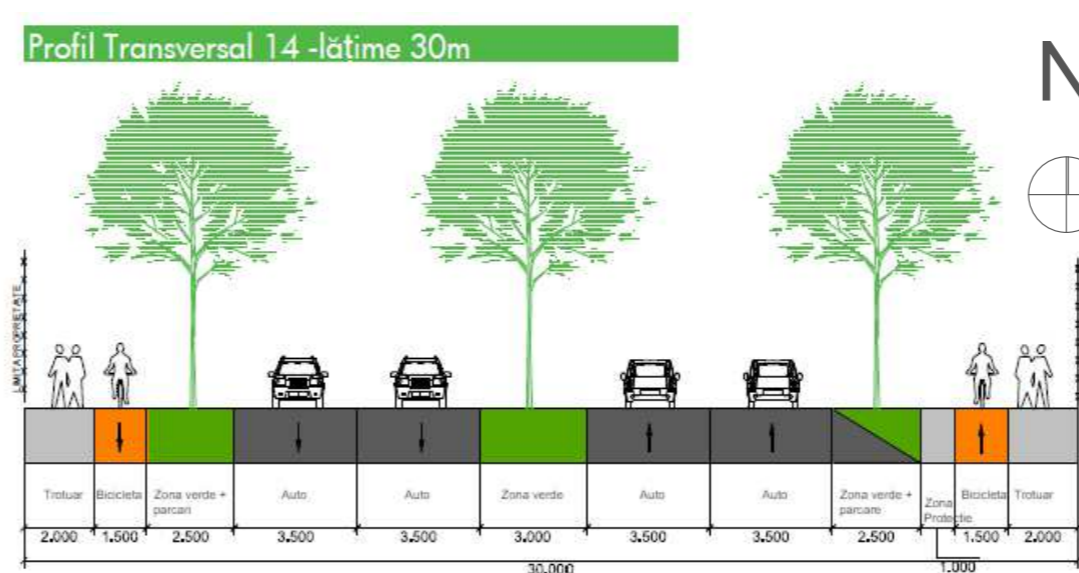 Profil Transversal 14 -lățime 30m
N
LIMITA PROPRIETATE
Trotuar Bicicleta Zona verde + Auto Auto Zona verde Auto Auto Zona verde + Zona Bicicleta Trotuar
parcari parcare Protectie
2.000 1.500 2.500 3.500 3.500 3.000 3.500 3.500 2.500 1.500 2.000
30.000 1.000